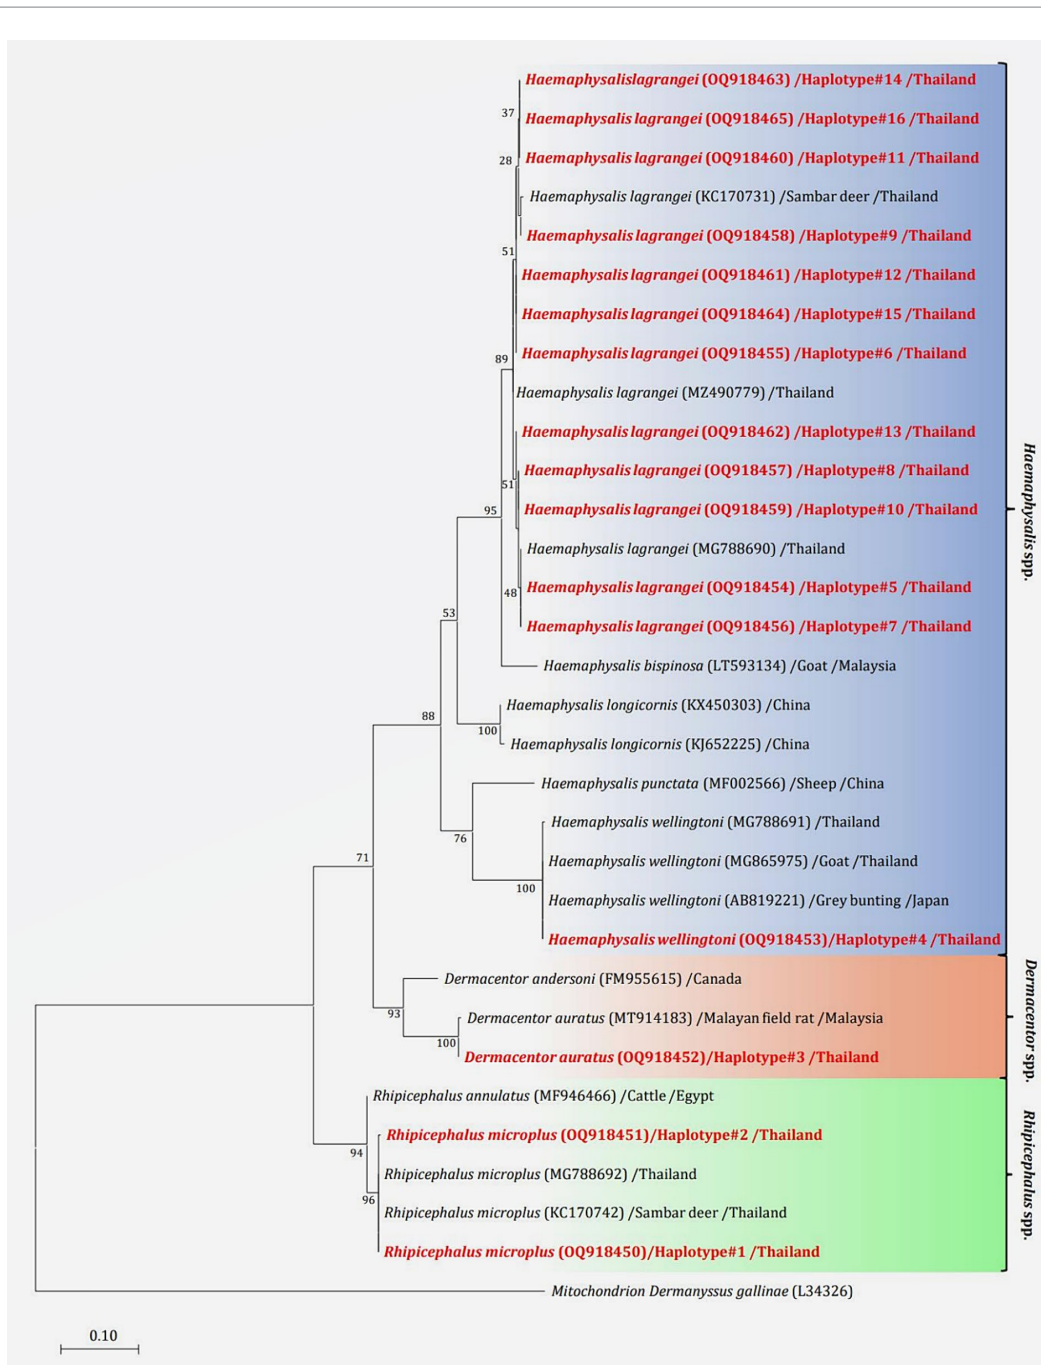 Haemaphysalislagrangei (OQ918463) /Haplotype#14 /Thailand
37
Haemaphysalis lagrangei (OQ918465) /Haplotype#16 /Thailand
28
Haemaphysalis lagrangei (OQ918460) /Haplotype#11 /Thailand
Haemaphysalis lagrangei (KC170731) /Sambar deer /Thailand
Haemaphysalis lagrangei (OQ918458) /Haplotype#9 /Thailand
51
Haemaphysalis lagrangei (OQ918461) /Haplotype#12 /Thailand
Haemaphysalis lagrangei (OQ918464) /Haplotype#15 /Thailand
Haemaphysalis lagrangei (OQ918455) /Haplotype#6 /Thailand
89
Haemaphysalis lagrangei (MZ490779) /Thailand
Haemaphysalis lagrangei (OQ918462) /Haplotype#13 /Thailand
Haemaphysalis lagrangei (OQ918457) /Haplotype#8 /Thailand
51
95
Haemaphysalis lagrangei (OQ918459) /Haplotype#10 /Thailand
Haemaphysalis lagrangei (MG788690) /Thailand
Haemaphysalis lagrangei (OQ918454) /Haplotype#5 /Thailand
48
53
Haemaphysalis lagrangei (OQ918456) /Haplotype#7 /Thailand
Haemaphysalis bispinosa (LT593134) /Goat /Malaysia
Haemaphysalis longicornis (KX450303) /China
88
100
Haemaphysalis longicornis (KJ652225) /China
Haemaphysalis punctata (MF002566) /Sheep /China
Haemaphysalis wellingtoni (MG788691) /Thailand
76
71
Haemaphysalis wellingtoni (MG865975) /Goat /Thailand
100
Haemaphysalis wellingtoni (AB819221) /Grey bunting /Japan
Haemaphysalis wellingtoni (OQ918453)/Haplotype#4 /Thailand
Haemaphysalis spp.
Dermacentor andersoni (FM955615) /Canada
93
Dermacentor auratus (MT914183) /Malayan field rat /Malaysia
100
Dermacentor auratus (OQ918452)/Haplotype#3 /Thailand
Dermacentor spp.
Rhipicephalus annulatus (MF946466) /Cattle /Egypt
Rhipicephalus microplus (OQ918451)/Haplotype#2 /Thailand
94
Rhipicephalus microplus (MG788692) /Thailand
96
Rhipicephalus microplus (KC170742) /Sambar deer /Thailand
Rhipicephalus microplus (OQ918450)/Haplotype#1 /Thailand
Rhipicephalus spp.
Mitochondrion Dermanyssus gallinae (L34326)
0.10